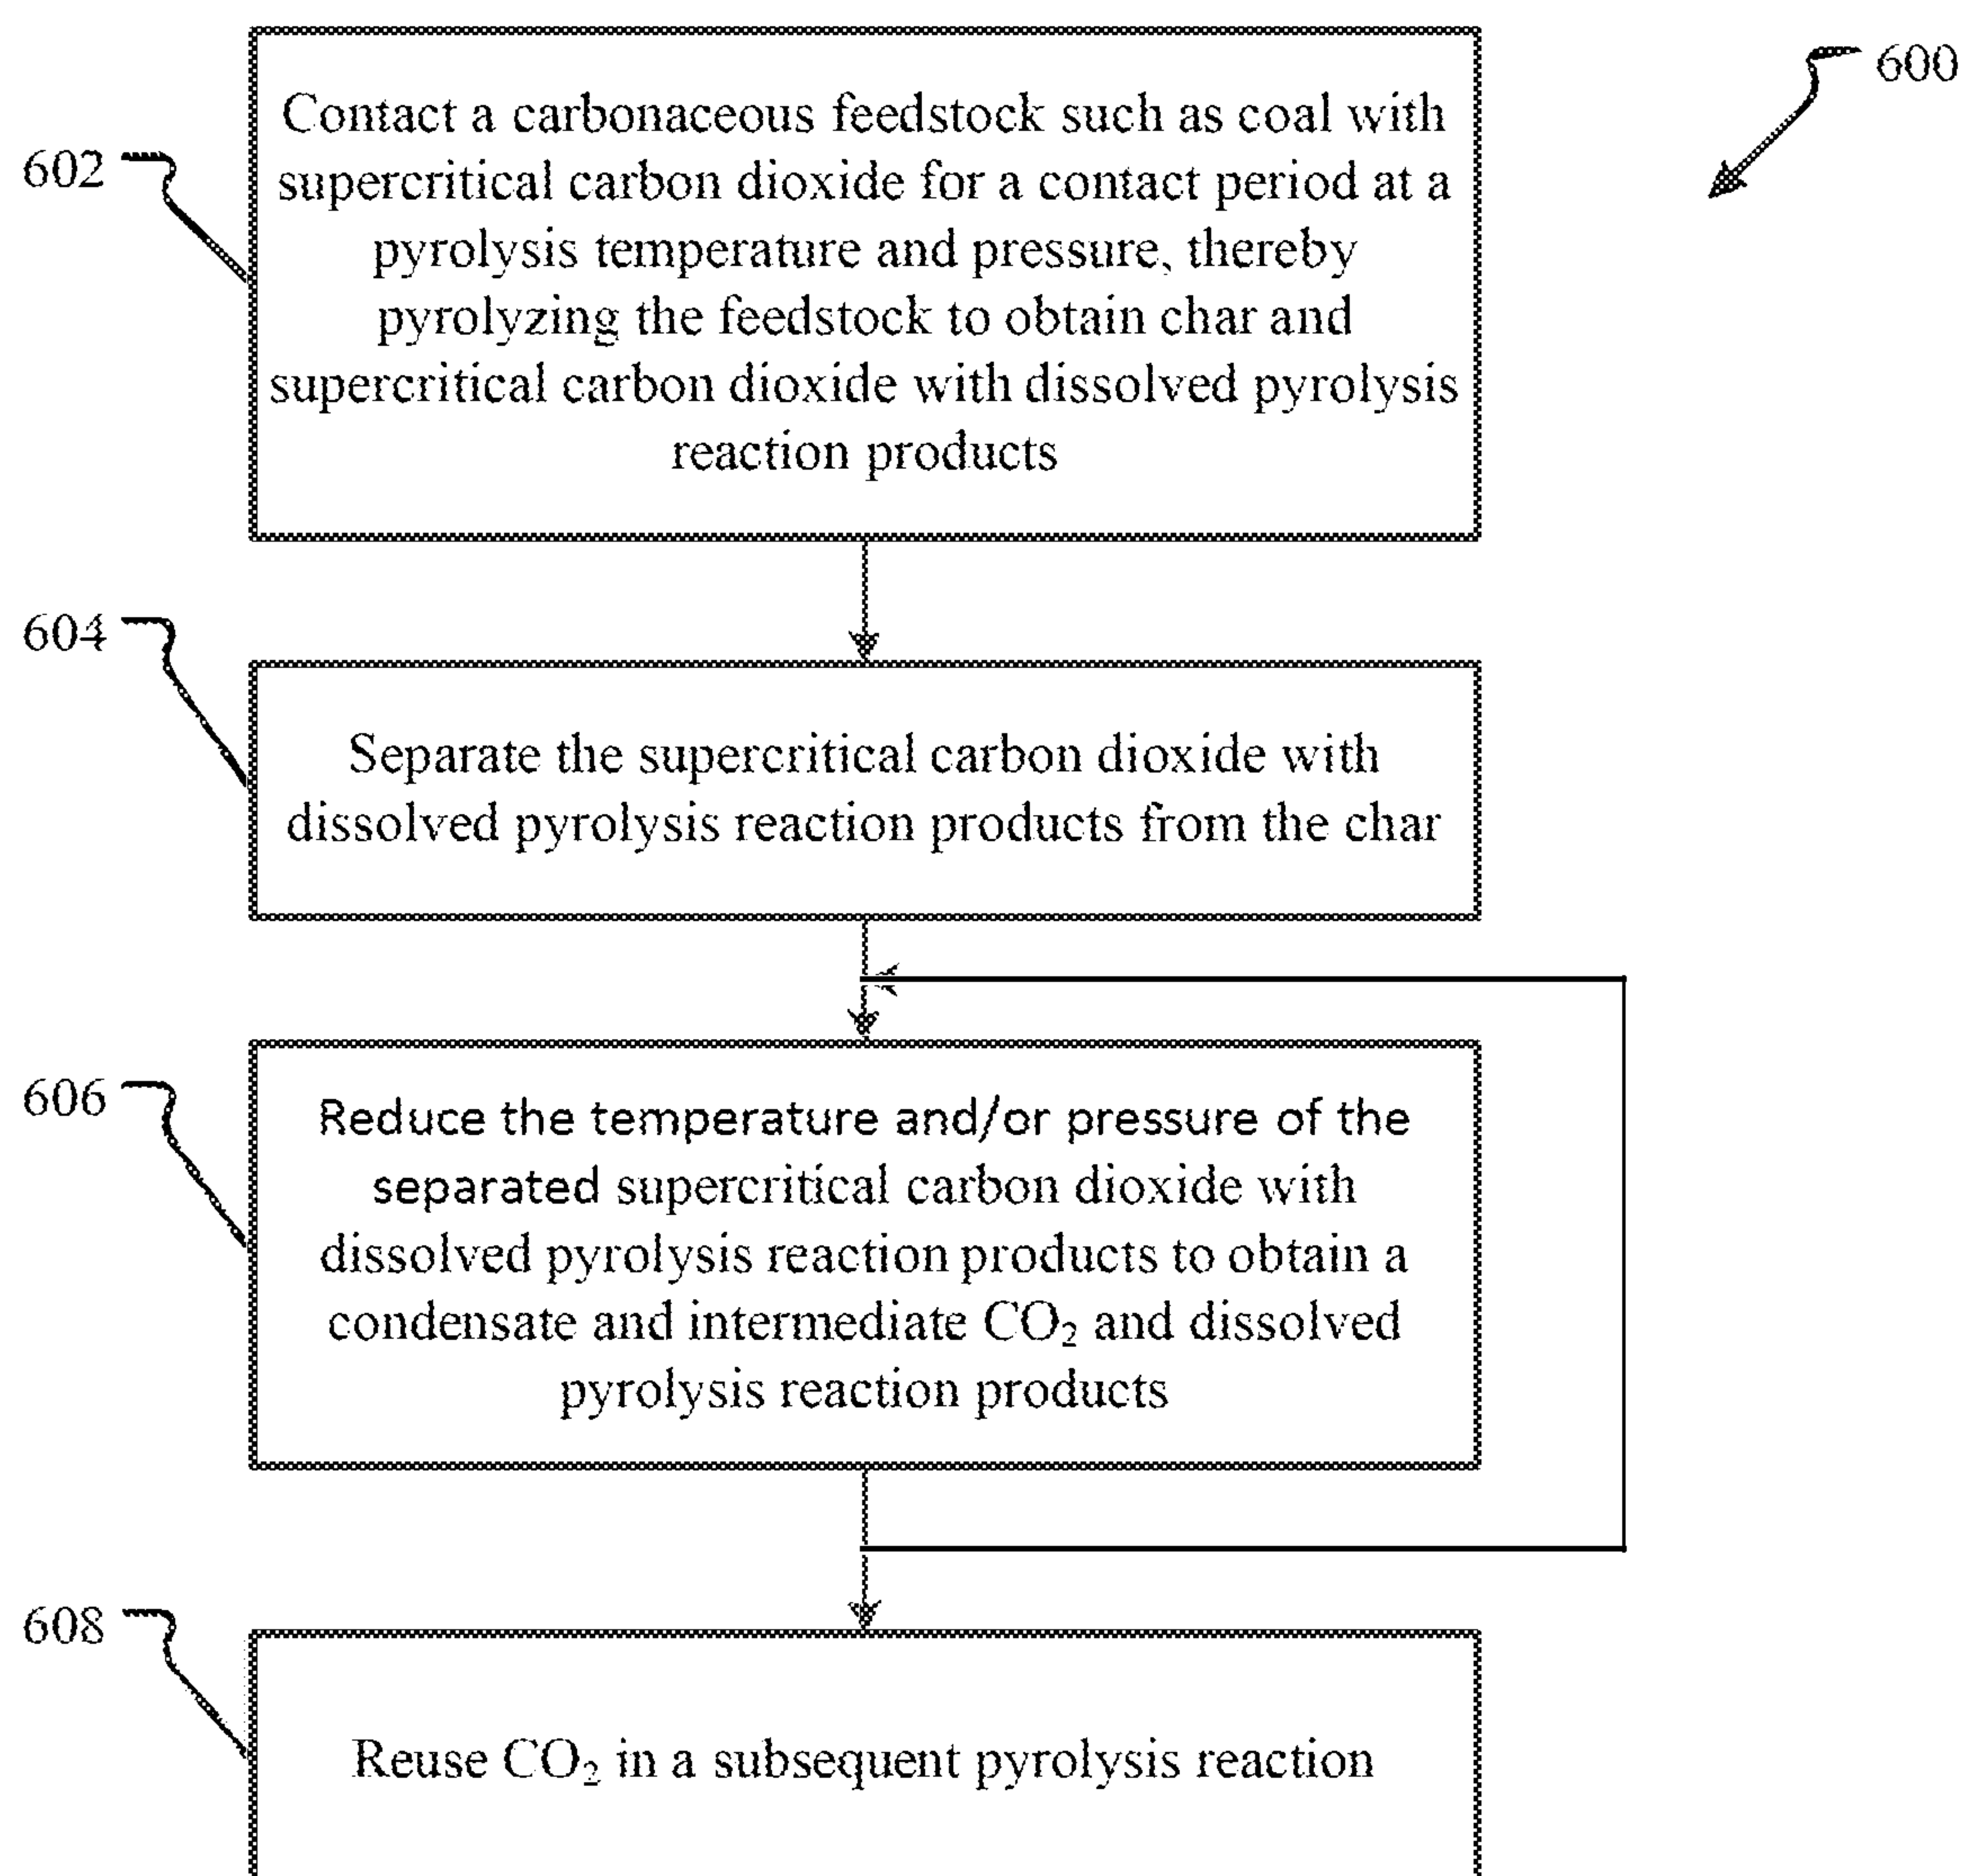 600
602
Contact a carbonaceous feedstock such as coal with
supercritical carbon dioxide for a contact period at a
pyrolysis temperature and pressure, thereby
pyrolyzing the feedstock to obtain char and
supercritical carbon dioxide with dissolved pyrolysis
reaction products
604
Separate the supercritical carbon dioxide with
dissolved pyrolysis reaction products from the char
606
Reduce the temperature and/or pressure of the
separated supercritical carbon dioxide with
dissolved pyrolysis reaction products to obtain a
condensate and intermediate CO₂ and dissolved
pyrolysis reaction products
608
Reuse CO₂ in a subsequent pyrolysis reaction